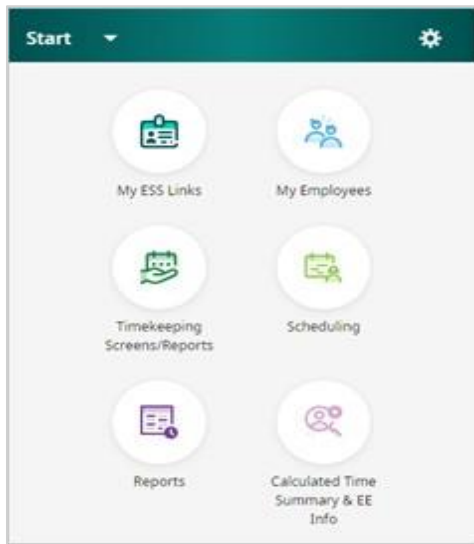 Start
My ESS Links
My Employees
Timekeeping
Screens/Reports
Scheduling
Reports
Calculated Time
Summary & EE
Info